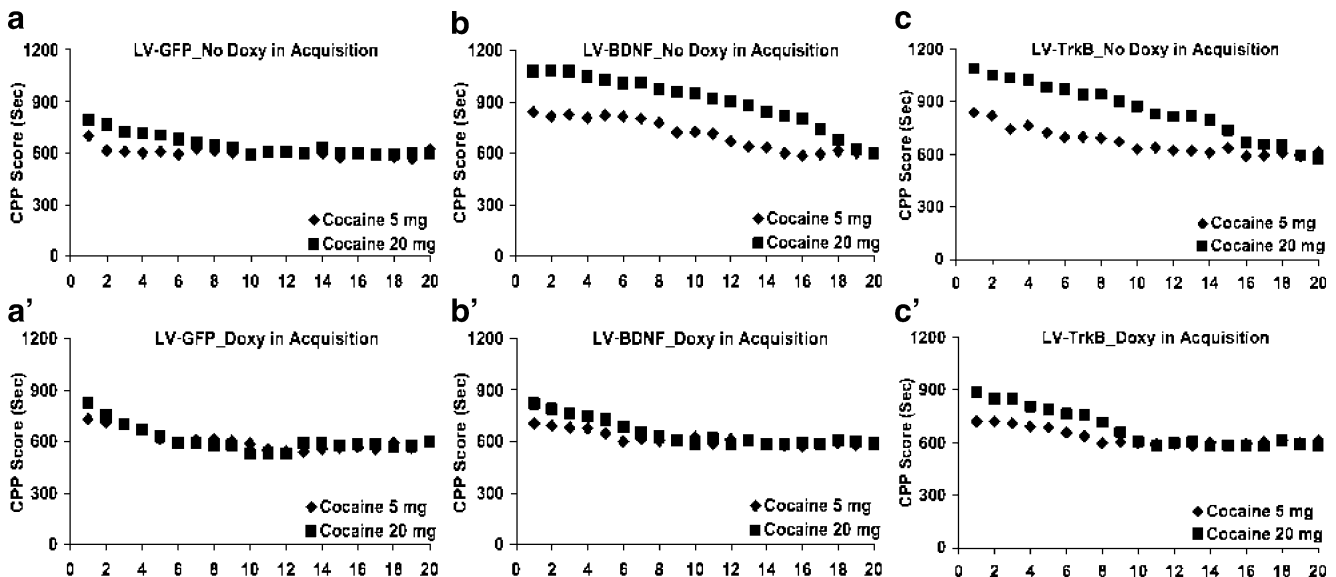 a
LV-GFP_No Doxy in Acquisition
CPP Score (Sec)
1200
900
600
300
0
Cocaine 5 mg
Cocaine 20 mg
0 2 4 6 8 10 12 14 16 18 20
b
LV-BDNF_No Doxy in Acquisition
CPP Score (Sec)
1200
900
600
300
0
Cocaine 5 mg
Cocaine 20 mg
0 2 4 6 8 10 12 14 16 18 20
c
LV-TrkB_No Doxy in Acquisition
CPP Score (Sec)
1200
900
600
300
0
Cocaine 5 mg
Cocaine 20 mg
0 2 4 6 8 10 12 14 16 18 20
a’
LV-GFP_Doxy in Acquisition
CPP Score (Sec)
1200
900
600
300
0
Cocaine 5 mg
Cocaine 20 mg
0 2 4 6 8 10 12 14 16 18 20
b’
LV-BDNF_Doxy in Acquisition
CPP Score (Sec)
1200
900
600
300
0
Cocaine 5 mg
Cocaine 20 mg
0 2 4 6 8 10 12 14 16 18 20
c’
LV-TrkB_Doxy in Acquisition
CPP Score (Sec)
1200
900
600
300
0
Cocaine 5 mg
Cocaine 20 mg
0 2 4 6 8 10 12 14 16 18 20